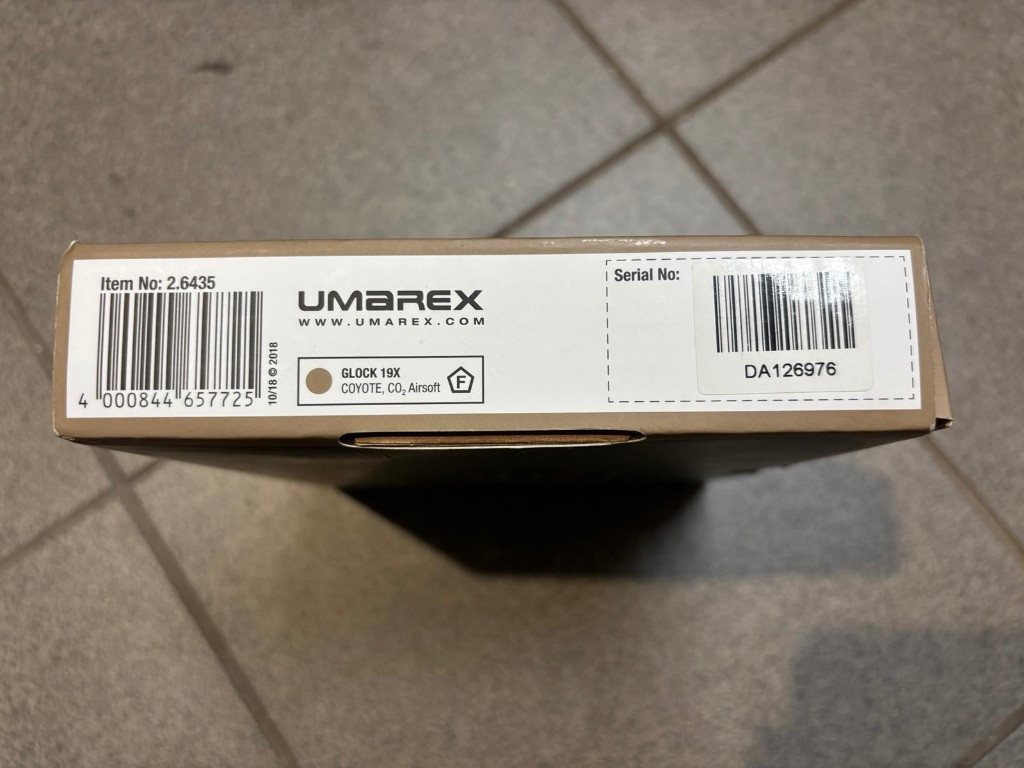 Item No: 2.6435
4 000844 657725
10/18 © 2018
UMAREX
WWW.UMAREX.COM
GLOCK 19X
COYOTE, CO₂ Airsoft
F
Serial No:
DA126976